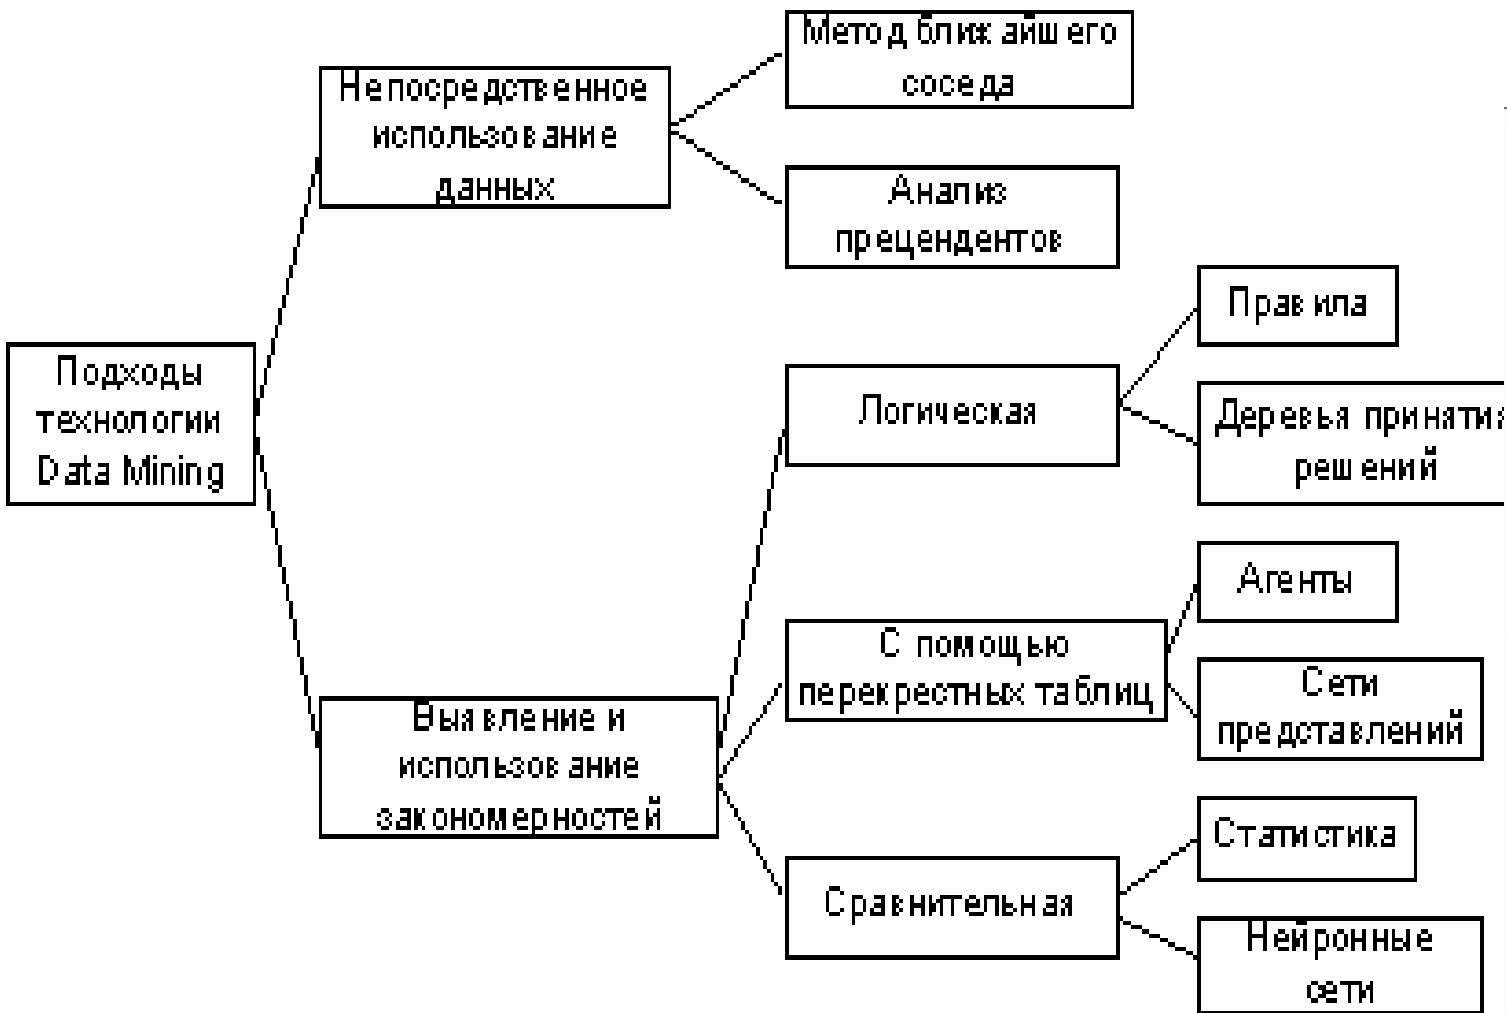 Метод ближайшего
соседа
Непосредственное
использование
данных
Анализ
прецендентов
Правила
Подходы
технологии
Data Mining
Логическая
Деревья принятия
решений
Агенты
С помощью
перекрестных таблиц
Сети
представлений
Выявление и
использование
закономерностей
Статистика
Сравнительная
Нейронные
сети